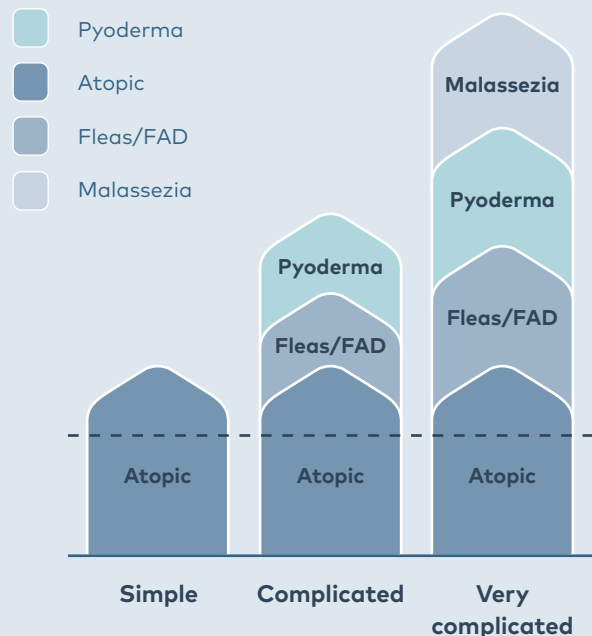 Pyoderma
Atopic
Fleas/FAD
Malassezia
Malassezia
Pyoderma
Pyoderma
Fleas/FAD
Fleas/FAD
Atopic
Atopic
Atopic
Simple
Complicated
Very
complicated